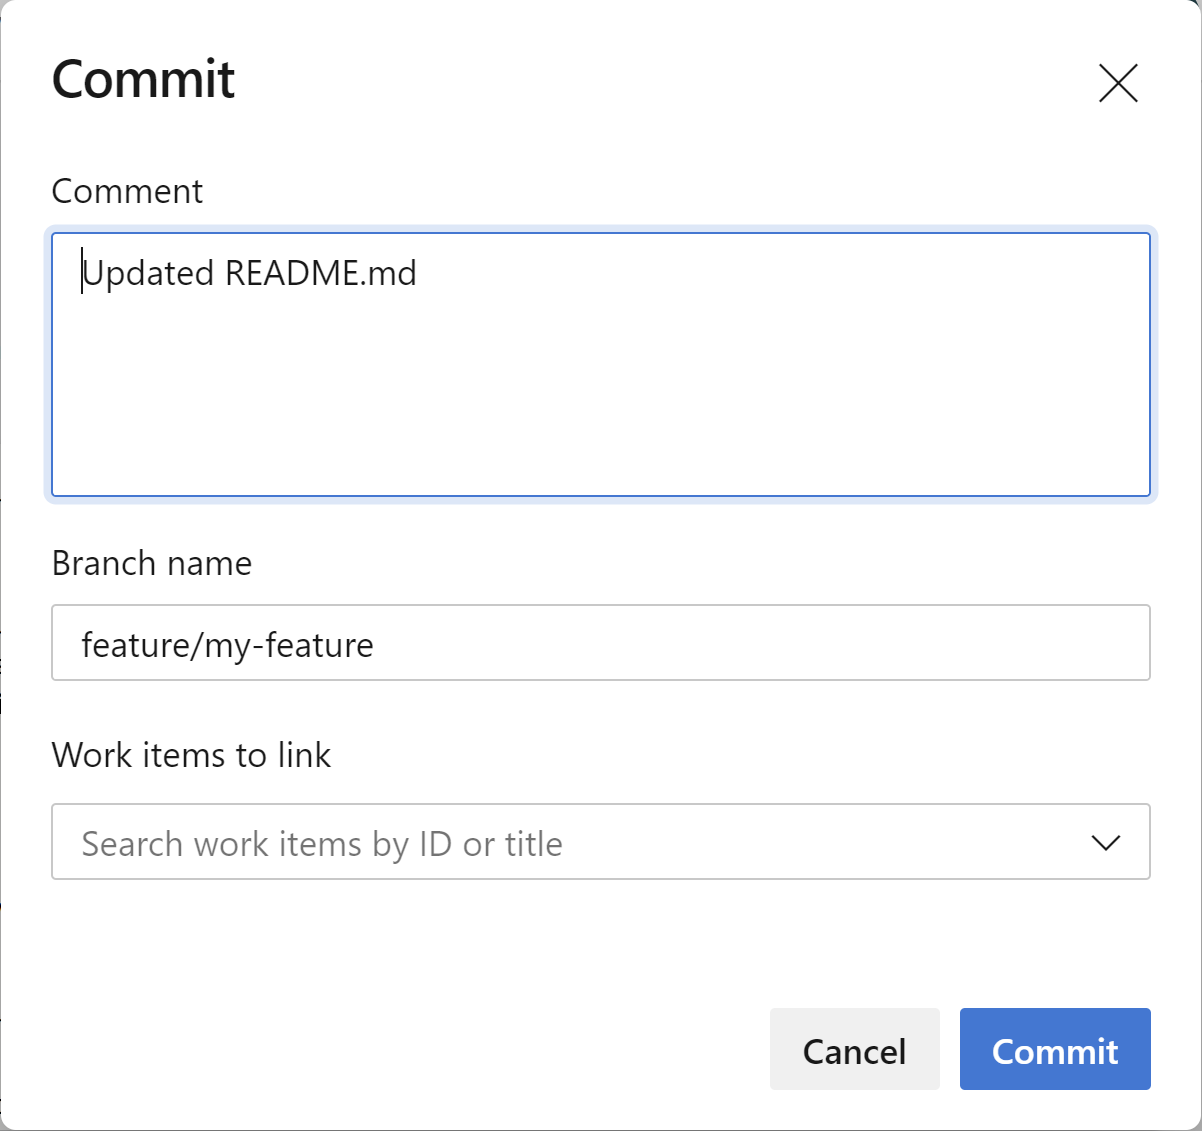 Commit
Comment
Updated README.md
Branch name
feature/my-feature
Work items to link
Search work items by ID or title
Cancel
Commit